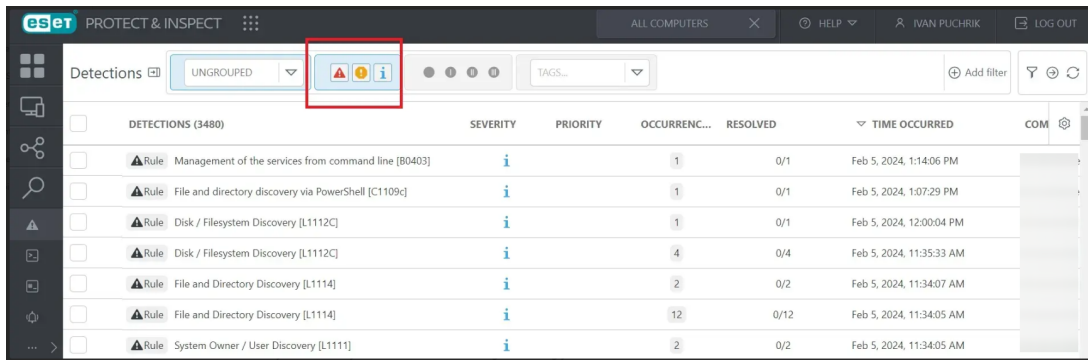 eset PROTECT & INSPECT ALL COMPUTERS HELP IVAN PUCHRIK LOG OUT
Detections UNGROUPED TAGS... Add filter
DETECTIONS (3480) SEVERITY PRIORITY OCCURRENC... RESOLVED TIME OCCURRED COM
Rule Management of the services from command line [B0403] i 1 0/1 Feb 5, 2024, 1:14:06 PM
Rule File and directory discovery via PowerShell [C1109c] i 1 0/1 Feb 5, 2024, 1:07:29 PM
Rule Disk / Filesystem Discovery [L1112C] i 1 0/1 Feb 5, 2024, 12:00:04 PM
Rule Disk / Filesystem Discovery [L1112C] i 4 0/4 Feb 5, 2024, 11:35:33 AM
Rule File and Directory Discovery [L1114] i 2 0/2 Feb 5, 2024, 11:34:07 AM
Rule File and Directory Discovery [L1114] i 12 0/12 Feb 5, 2024, 11:34:05 AM
Rule System Owner / User Discovery [L1111] i 2 0/2 Feb 5, 2024, 11:34:05 AM